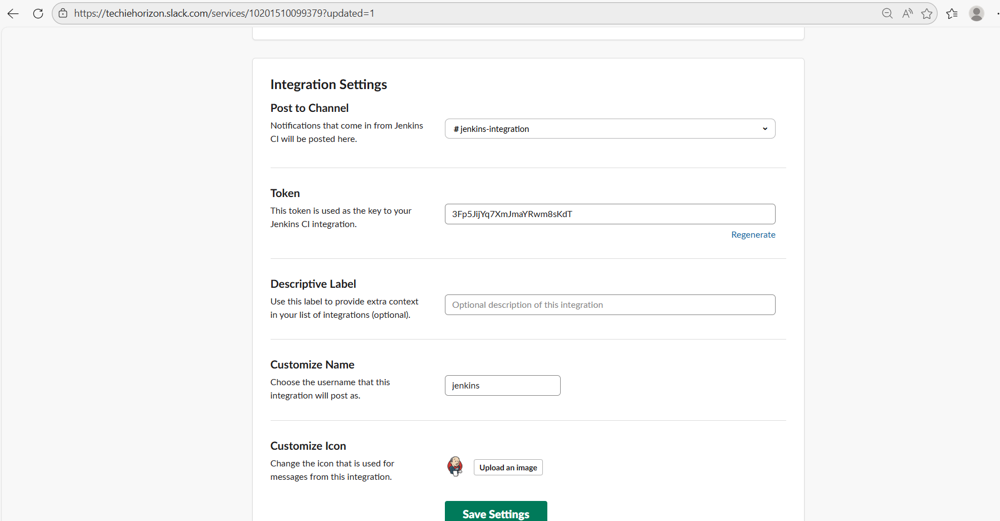 https://techiehorizon.slack.com/services/10201510099379?updated=1
Integration Settings
Post to Channel
Notifications that come in from Jenkins
CI will be posted here.
# jenkins-integration
Token
This token is used as the key to your
Jenkins CI integration.
3Fp5JijYq7XmJmaYRwm8sKdT
Regenerate
Descriptive Label
Use this label to provide extra context
in your list of integrations (optional).
Optional description of this integration
Customize Name
Choose the username that this
integration will post as.
jenkins
Customize Icon
Change the icon that is used for
messages from this integration.
Upload an image
Save Settings